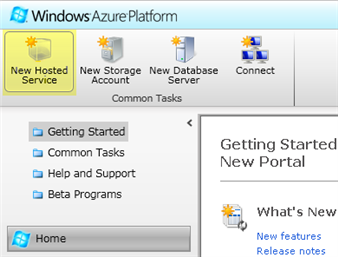 Windows Azure Platform
New Hosted Service
New Storage Account
New Database Server
Connect
Common Tasks
Getting Started
Common Tasks
Help and Support
Beta Programs
Home
Getting Started
New Portal
What's New
New features
Release notes